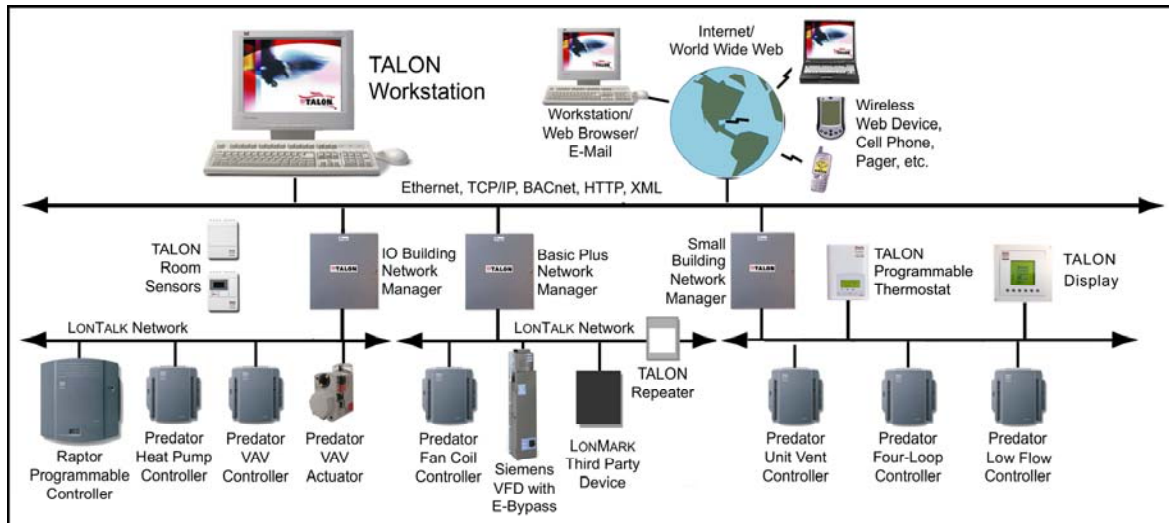 TALON
Workstation
TALON
Workstation/
Web Browser/
E-Mail
Internet/
World Wide Web
Wireless
Web Device,
Cell Phone,
Pager, etc.
Ethernet, TCP/IP, BACnet, HTTP, XML
TALON
Room
Sensors
TALON
IO Building
Network
Manager
TALON
Basic Plus
Network
Manager
Small
Building
Network
Manager
TALON
TALON
Programmable
Thermostat
TALON
Display
LONTALK Network
LONTALK Network
TALON
Repeater
Raptor
Programmable
Controller
Predator
Heat Pump
Controller
Predator
VAV
Controller
Predator
VAV
Actuator
Predator
Fan Coil
Controller
Siemens
VFD with
E-Bypass
LONMARK
Third Party
Device
Predator
Unit Vent
Controller
Predator
Four-Loop
Controller
Predator
Low Flow
Controller